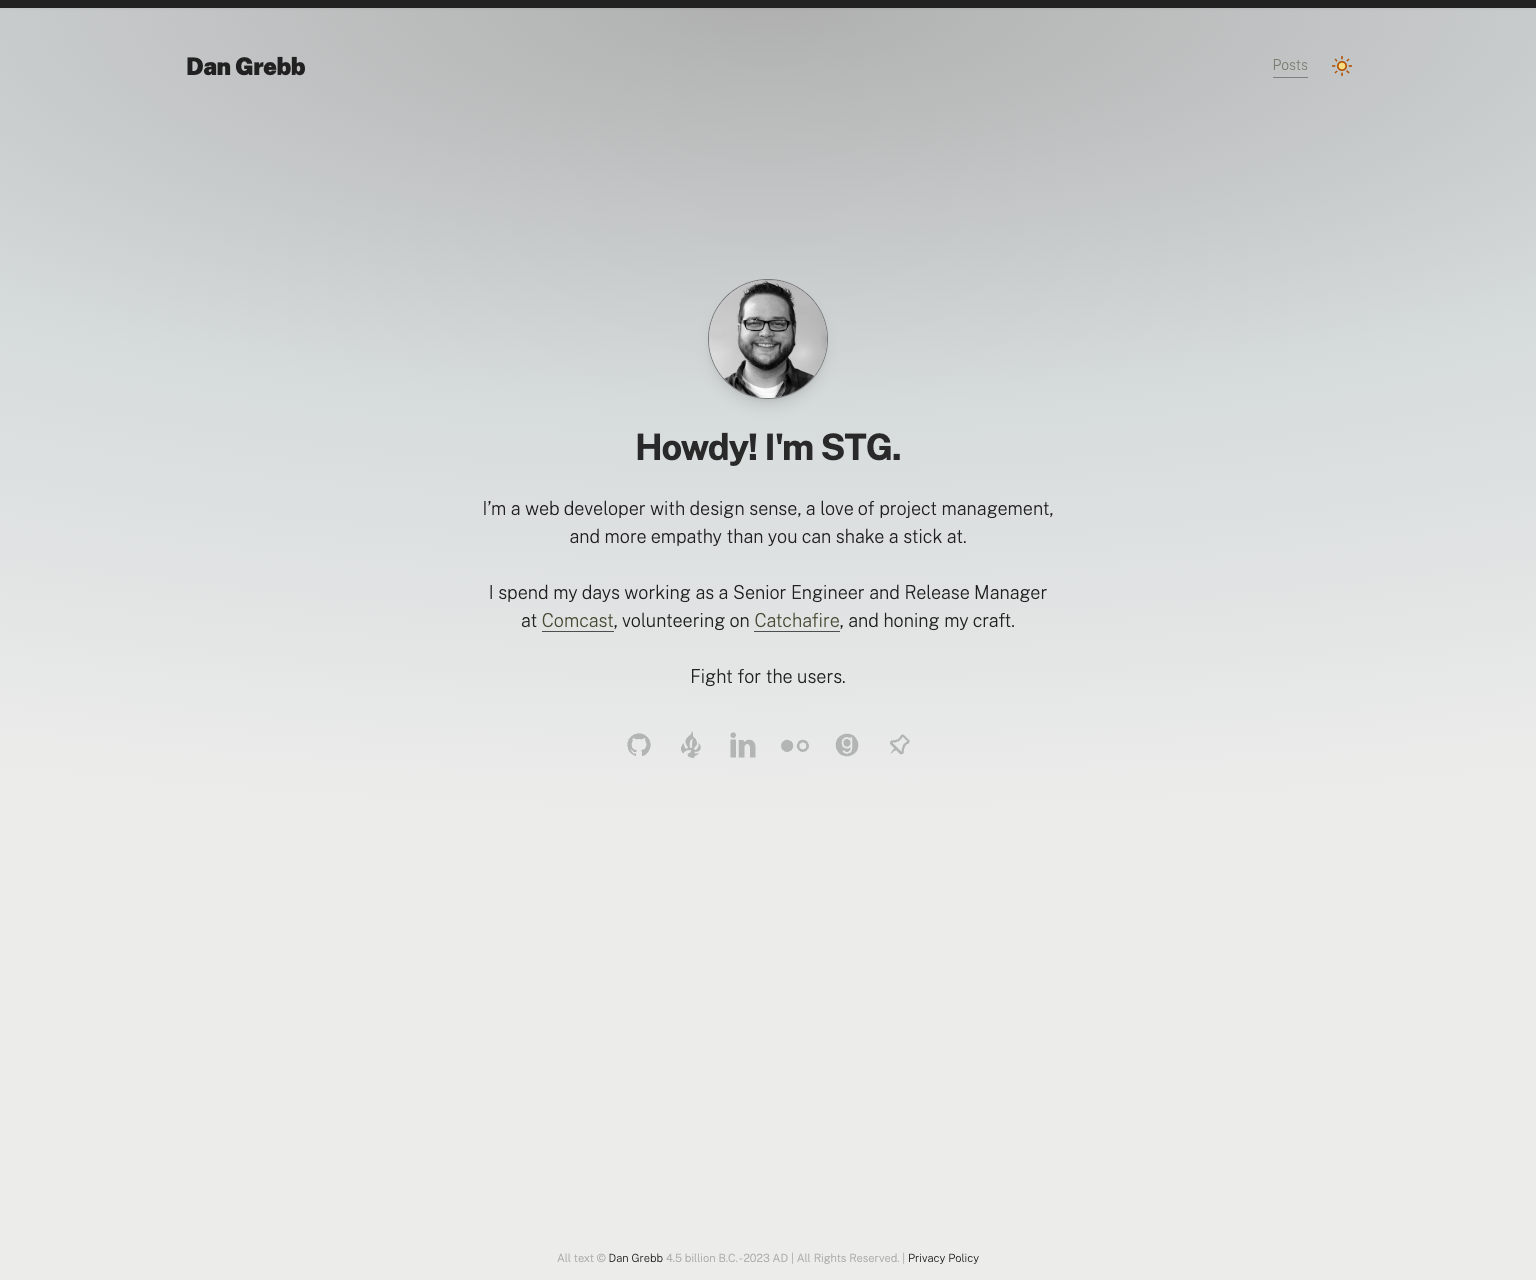 Dan Grebb
Posts
Howdy! I'm STG.
I’m a web developer with design sense, a love of project management,
and more empathy than you can shake a stick at.
I spend my days working as a Senior Engineer and Release Manager
at Comcast, volunteering on Catchafire, and honing my craft.
Fight for the users.
All text © Dan Grebb 4.5 billion B.C.-2023 AD | All Rights Reserved. | Privacy Policy